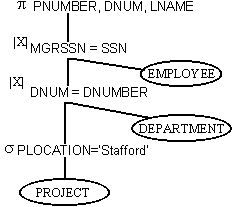 π PNUMBER, DNUM, LNAME
|X| MGRSSN = SSN
EMPLOYEE
|X| DNUM = DNUMBER
DEPARTMENT
σ PLOCATION='Stafford'
PROJECT